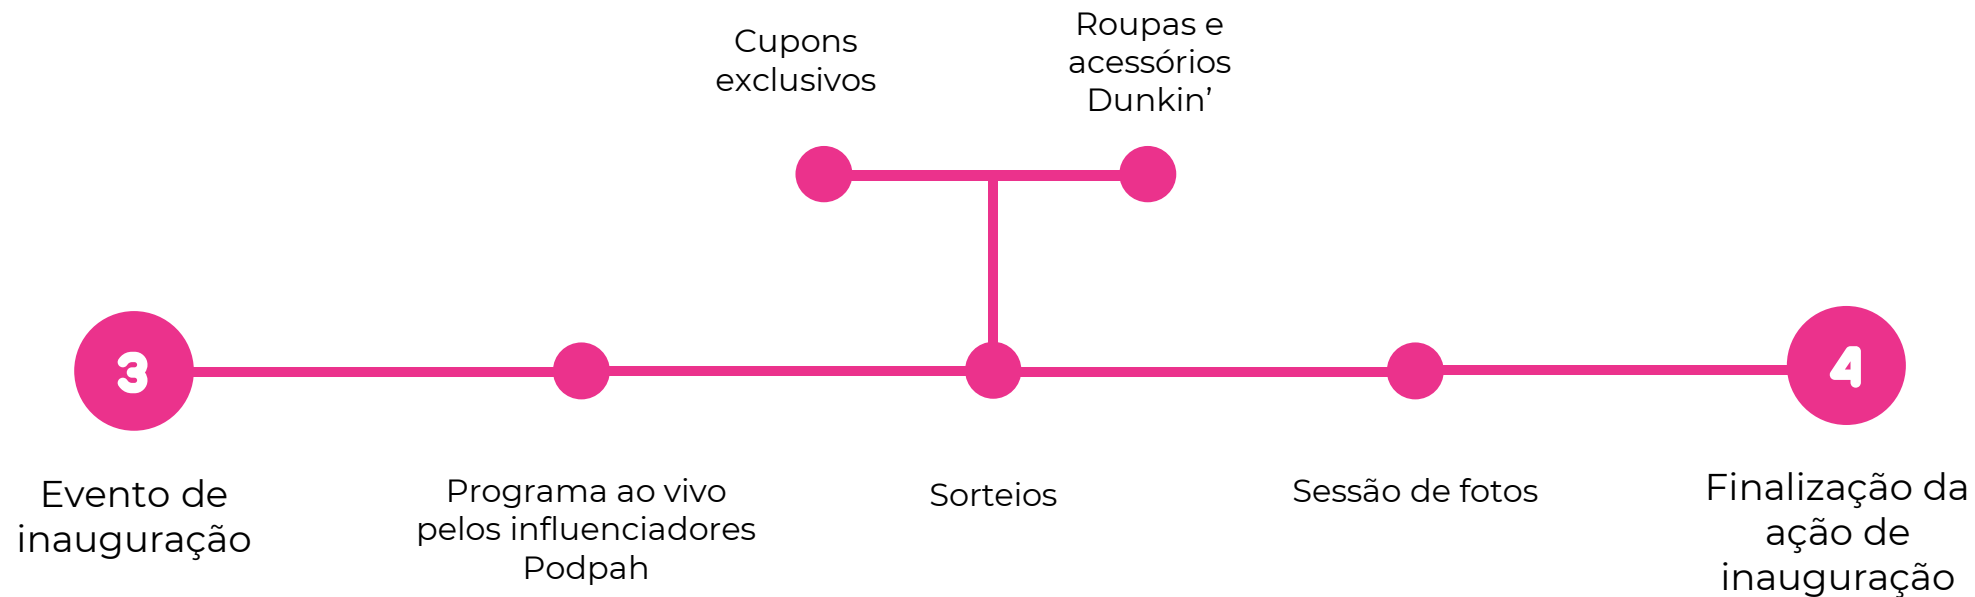 Cupons
exclusivos
Roupas e
acessórios
Dunkin’
3
4
Evento de
inauguração
Programa ao vivo
pelos influenciadores
Podpah
Sorteios
Sessão de fotos
Finalização da
ação de
inauguração